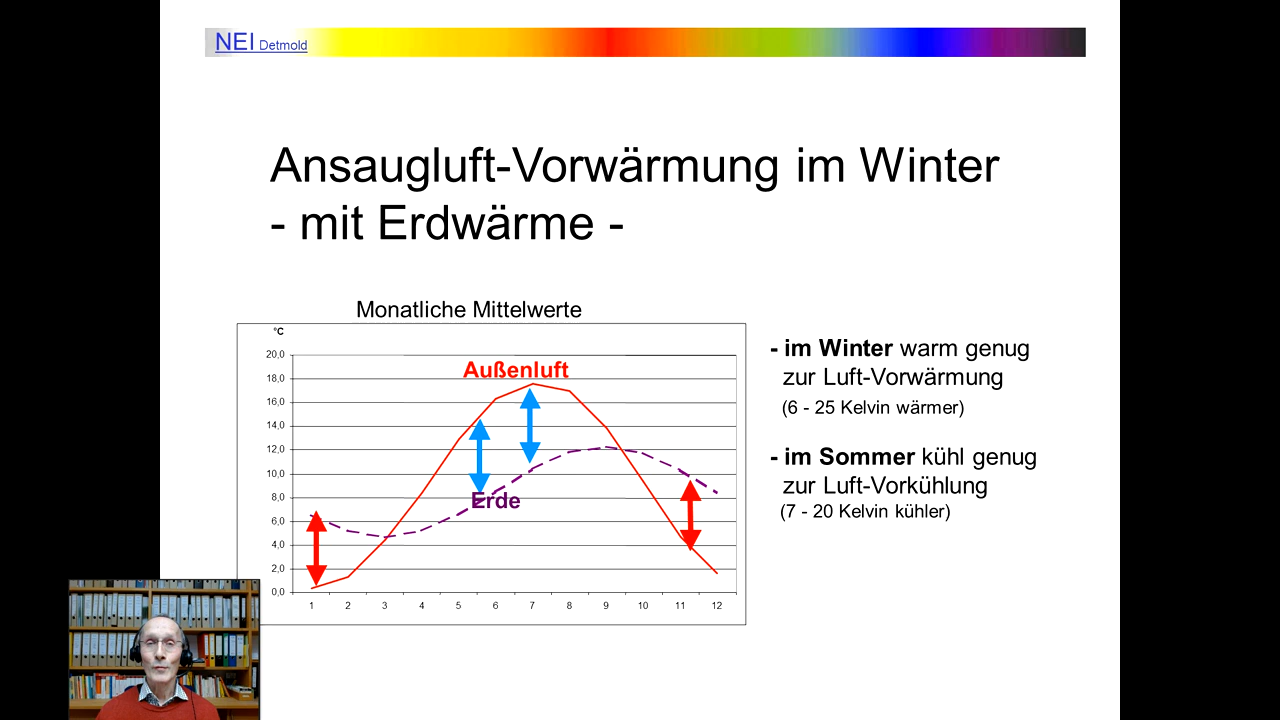 NEI Detmold
Ansaugluft-Vorwärmung im Winter
- mit Erdwärme -
Monatliche Mittelwerte
°C
20,0
18,0
16,0
14,0
12,0
10,0
8,0
6,0
4,0
2,0
0,0
Außenluft
Erde
1 2 3 4 5 6 7 8 9 10 11 12
- im Winter warm genug
zur Luft-Vorwärmung
(6 - 25 Kelvin wärmer)
- im Sommer kühl genug
zur Luft-Vorkühlung
(7 - 20 Kelvin kühler)